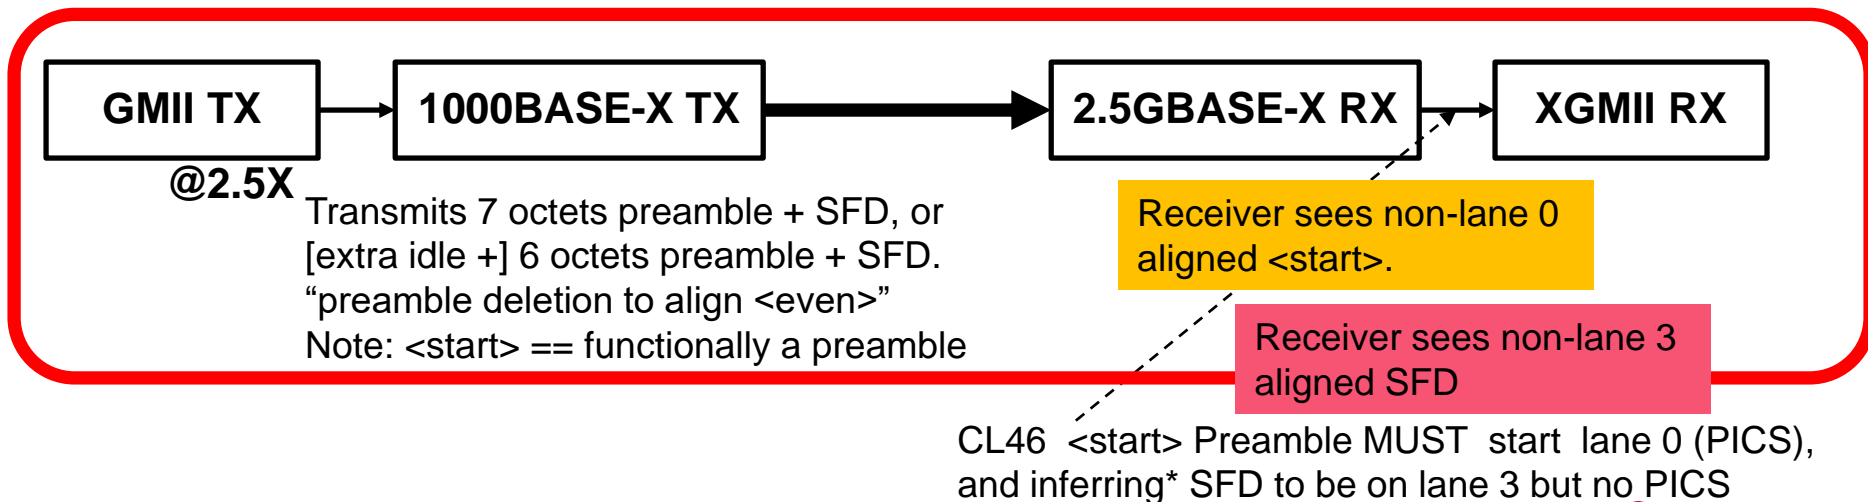 GMII TX
1000BASE-X TX
2.5GBASE-X RX
XGMII RX
@2.5X
Transmits 7 octets preamble + SFD, or
[extra idle +] 6 octets preamble + SFD.
“preamble deletion to align <even>”
Note: <start> == functionally a preamble
Receiver sees non-lane 0
aligned <start>.
Receiver sees non-lane 3
aligned SFD
CL46 <start> Preamble MUST start lane 0 (PICS),
and inferring* SFD to be on lane 3 but no PICS